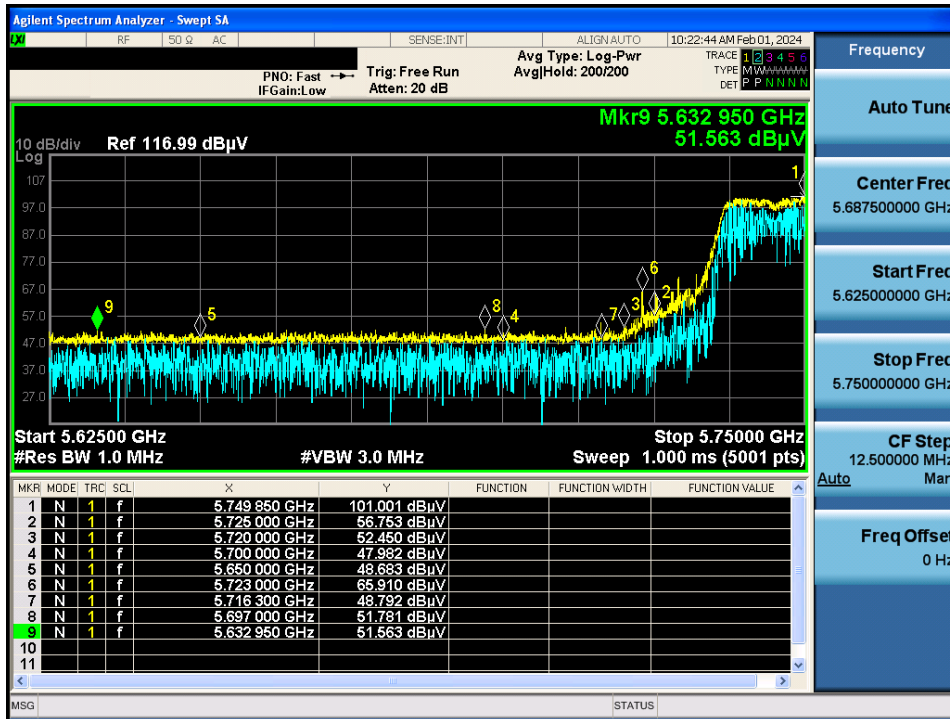 Agilent Spectrum Analyzer - Swept SA
LXI RF 50 Ω AC SENSE:INT ALIGN AUTO 10:22:44 AM Feb 01, 2024
Frequency
PNO: Fast
IFGain:Low
Trig: Free Run
Atten: 20 dB
Avg Type: Log-Pwr
Avg|Hold: 200/200
TRACE 1 2 3 4 5 6
TYPE M W W W W W
DET P P N N N N
Auto Tune
Mkr9 5.632 950 GHz
51.563 dBµV
10 dB/div
Log
Ref 116.99 dBµV
107
97.0
87.0
77.0
67.0
57.0
47.0
37.0
27.0
1
9
5
8
4
7
3
6
2
Center Freq
5.687500000 GHz
Start Freq
5.625000000 GHz
Stop Freq
5.750000000 GHz
Start 5.62500 GHz
Stop 5.75000 GHz
#Res BW 1.0 MHz
#VBW 3.0 MHz
Sweep 1.000 ms (5001 pts)
CF Step
12.500000 MHz
Auto Man
MKR MODE TRC SCL X Y FUNCTION FUNCTION WIDTH FUNCTION VALUE
1 N 1 f 5.749 850 GHz 101.001 dBµV
2 N 1 f 5.725 000 GHz 56.753 dBµV
3 N 1 f 5.720 000 GHz 52.450 dBµV
4 N 1 f 5.700 000 GHz 47.982 dBµV
5 N 1 f 5.650 000 GHz 48.683 dBµV
6 N 1 f 5.723 000 GHz 65.910 dBµV
7 N 1 f 5.716 300 GHz 48.792 dBµV
8 N 1 f 5.697 000 GHz 51.781 dBµV
9 N 1 f 5.632 950 GHz 51.563 dBµV
10
11
Freq Offset
0 Hz
MSG
STATUS